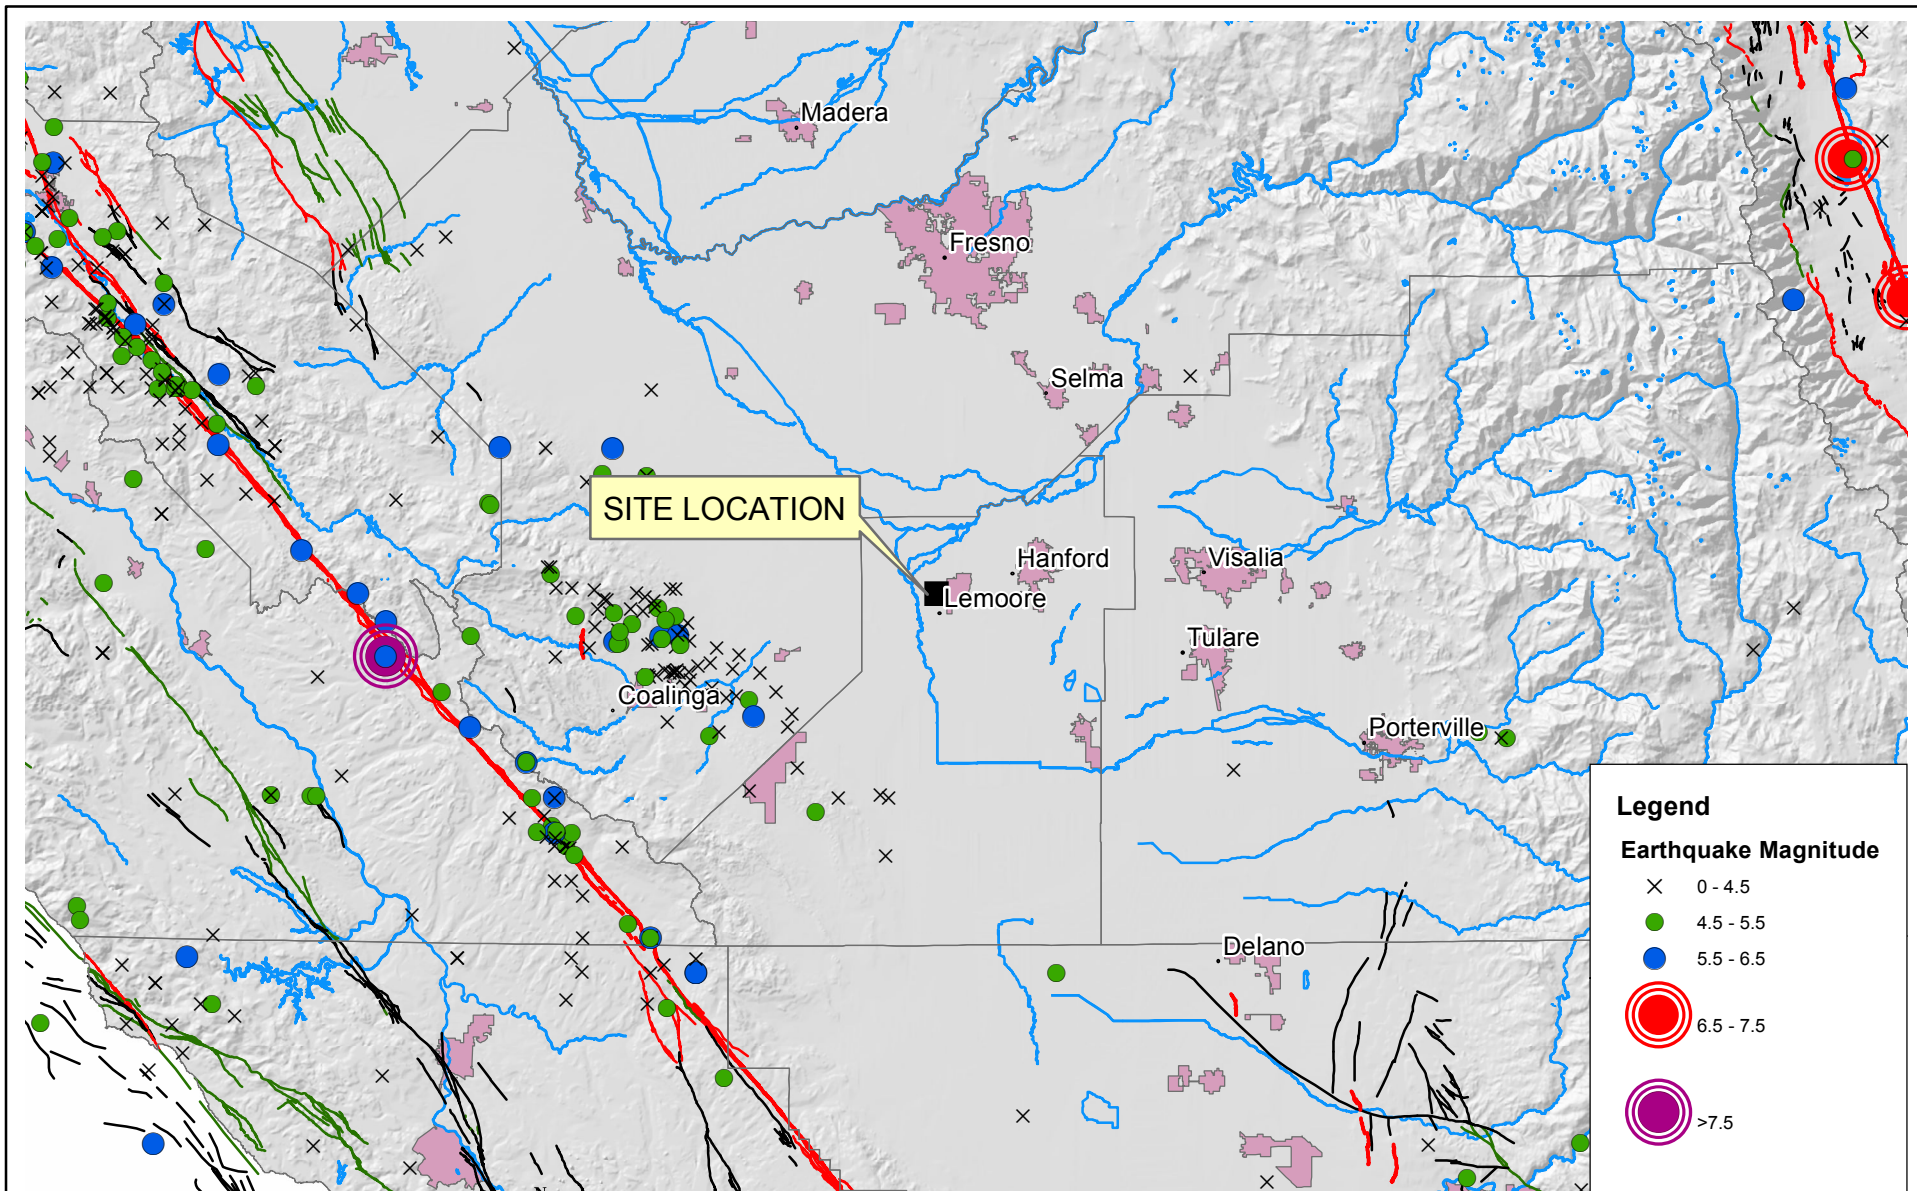 Madera
Fresno
Selma
SITE LOCATION
Hanford
Visalia
Lemoore
Tulare
Coalinga
Porterville
Delano
Legend
Earthquake Magnitude
0 - 4.5
4.5 - 5.5
5.5 - 6.5
6.5 - 7.5
>7.5